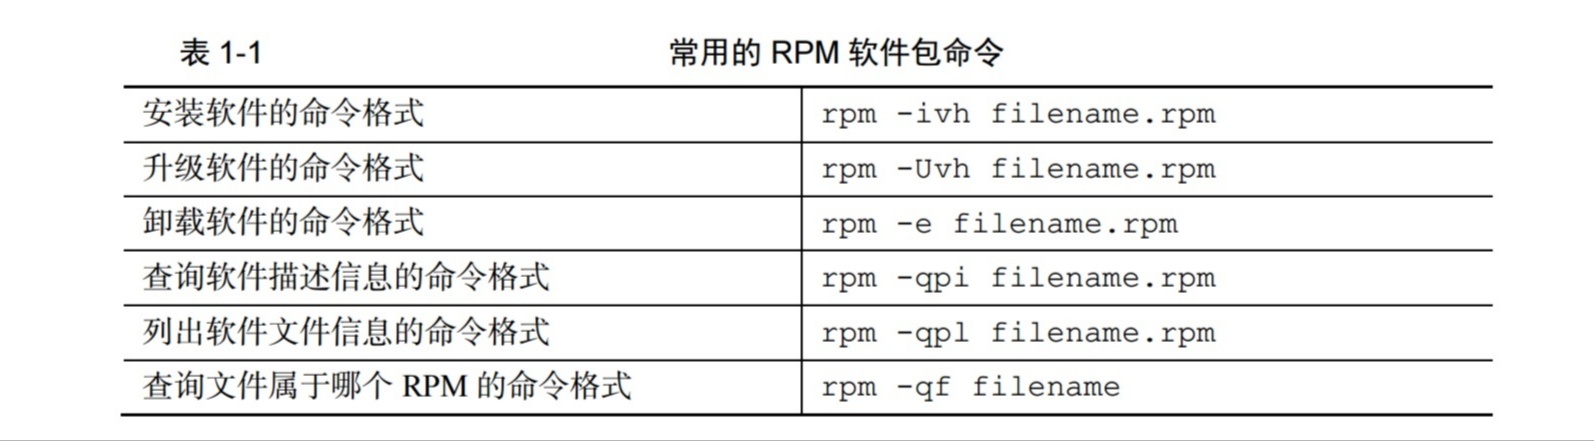 表 1-1 常用的 RPM 软件包命令
安装软件的命令格式 rpm -ivh filename.rpm
升级软件的命令格式 rpm -Uvh filename.rpm
卸载软件的命令格式 rpm -e filename.rpm
查询软件描述信息的命令格式 rpm -qpi filename.rpm
列出软件文件信息的命令格式 rpm -qpl filename.rpm
查询文件属于哪个 RPM 的命令格式 rpm -qf filename